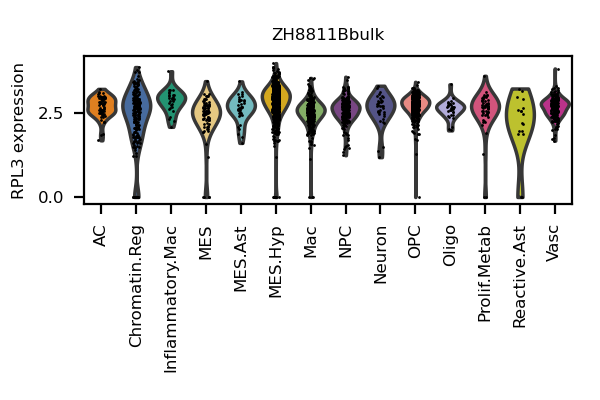 ZH8811Bbulk
RPL3 expression
2.5
0.0
AC
Chromatin.Reg
Inflammatory.Mac
MES
MES.Ast
MES.Hyp
Mac
NPC
Neuron
OPC
Oligo
Prolif.Metab
Reactive.Ast
Vasc